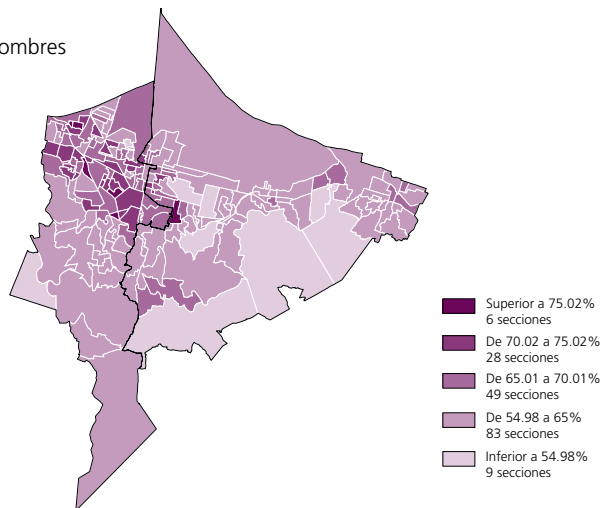 ombres
Superior a 75.02%
6 secciones
De 70.02 a 75.02%
28 secciones
De 65.01 a 70.01%
49 secciones
De 54.98 a 65%
83 secciones
Inferior a 54.98%
9 secciones